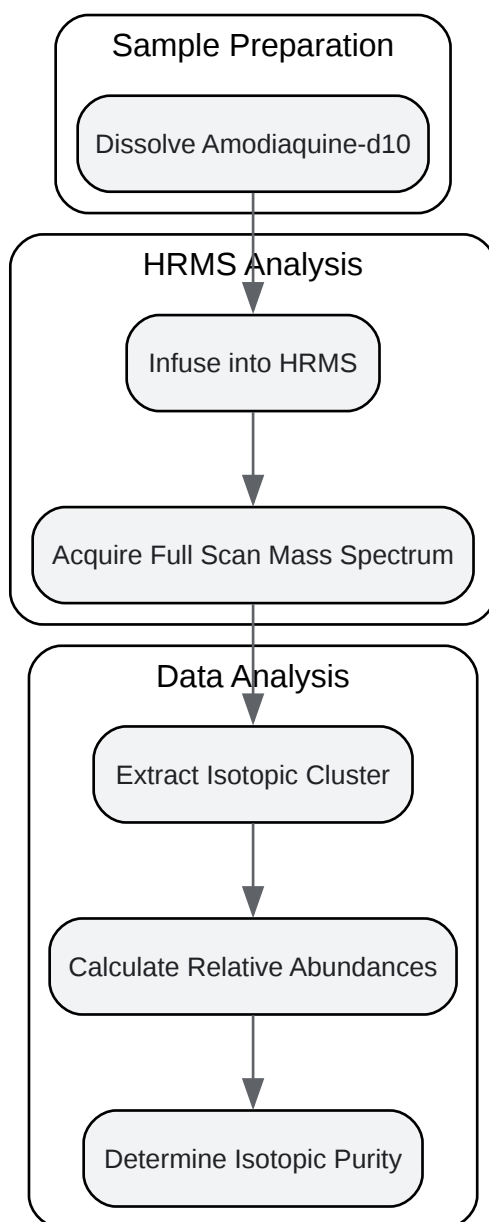 Sample Preparation
Dissolve Amodiaquine-d10
HRMS Analysis
Infuse into HRMS
Acquire Full Scan Mass Spectrum
Data Analysis
Extract Isotopic Cluster
Calculate Relative Abundances
Determine Isotopic Purity